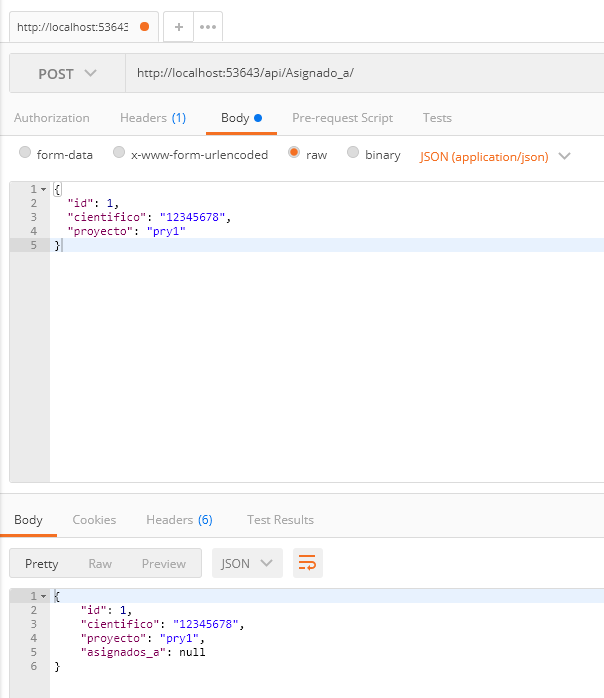 http://localhost:5364: + •••
POST http://localhost:53643/api/Asignado_a/
Authorization Headers (1) Body Pre-request Script Tests
form-data x-www-form-urlencoded raw binary JSON (application/json)
1 {
2 "id": 1,
3 "cientifico": "12345678",
4 "proyecto": "pry1"
5 }
Body Cookies Headers (6) Test Results
Pretty Raw Preview JSON
1 {
2 "id": 1,
3 "cientifico": "12345678",
4 "proyecto": "pry1",
5 "asignados_a": null
6 }